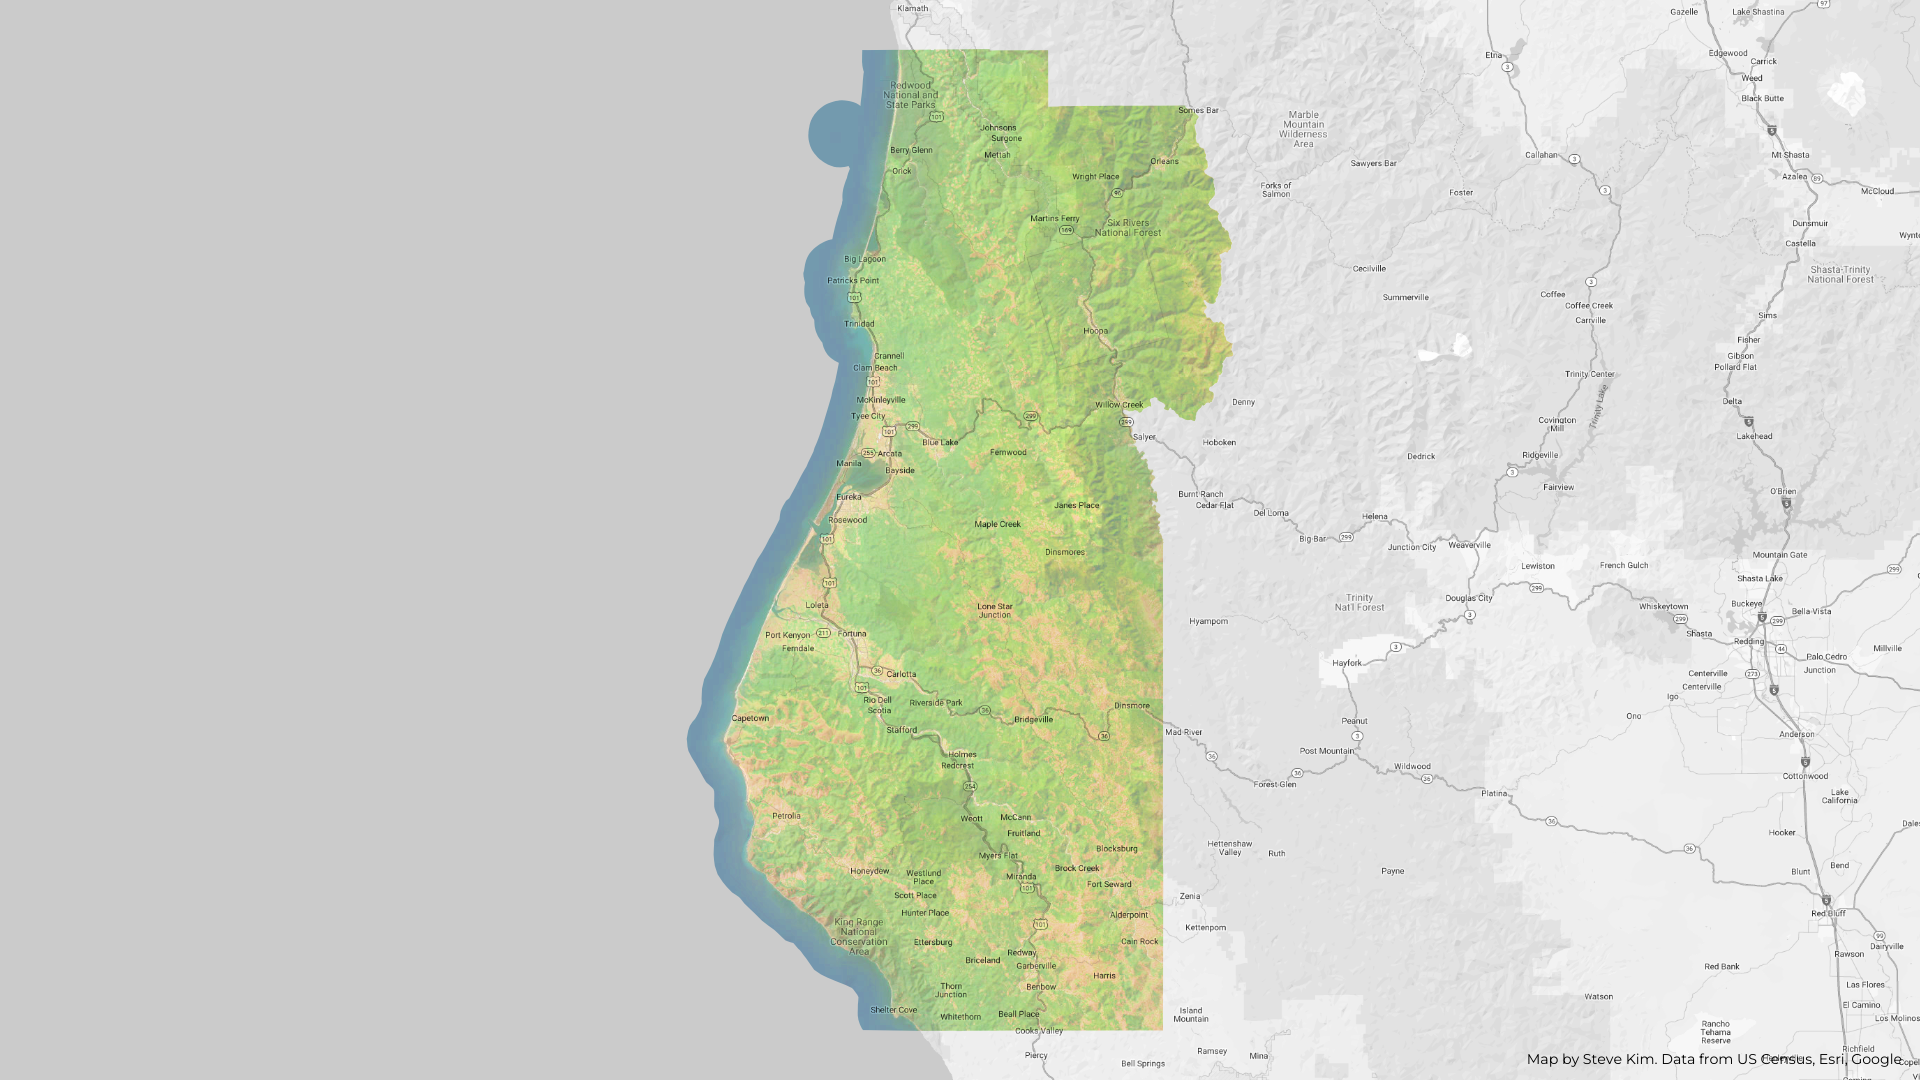 Klamath
Gazelle
Lake Shastina
97
Etna
3
Edgewood
Carrick
Weed
Black Butte
5
Redwood
National and
State Parks
101
Somes Bar
Marble
Mountain
Wilderness
Area
Johnsons
Surgone
Mettah
Berry Glenn
Orick
Orleans
Wright Place
96
Sawyers Bar
Callahan
3
3
Mt Shasta
Azalea
89
McCloud
Forks of
Salmon
Foster
Martins Ferry
169
Six Rivers
National Forest
Dunsmuir
Castella
Big Lagoon
Patricks Point
101
Cecilville
Summerville
Shasta-Trinity
National Forest
3
Coffee
Coffee Creek
Carrville
Sims
Trinidad
Hoopa
Fisher
Gibson
Pollard Flat
Crannell
Clam Beach
101
Trinity Center
Trinity Lake
McKinleyville
Tyee City
Willow Creek
299
299
Denny
Delta
5
Lakehead
101
299
Blue Lake
Salyer
Hoboken
Covington
Mill
255
Arcata
Manila
Bayside
Fernwood
Dedrick
Ridgeville
3
Fairview
Eureka
Burnt Ranch
Cedar Flat
Janes Place
O'Brien
5
Rosewood
Maple Creek
Del Loma
Helena
101
Big Bar
299
Junction City
Weaverville
Dinsmores
Mountain Gate
101
Lewiston
French Gulch
299
Shasta Lake
299
Loleta
Lone Star
Junction
Trinity
Nat'l Forest
Douglas City
3
Whiskeytown
299
Buckeye
Bella Vista
5
299
Hyampom
Shasta
Redding
44
Millville
Port Kenyon
211
Fortuna
Ferndale
3
Hayfork
Palo Cedro
Junction
36
Carlotta
101
Centerville
Centerville
273
5
Igo
Rio Dell
Scotia
Riverside Park
36
Dinsmore
Capetown
Bridgeville
Stafford
36
Mad River
Peanut
3
Ono
Anderson
Holmes
Redcrest
36
Post Mountain
Wildwood
36
36
5
Cottonwood
254
Forest Glen
Platina
Lake
California
Petrolia
Weott
McCann
Fruitland
36
Hooker
Myers Flat
Blocksburg
Hettenshaw
Valley
Ruth
36
Bend
Honeydew
Westlund
Place
Miranda
101
Brock Creek
Fort Seward
Payne
Blunt
Scott Place
Hunter Place
Zenia
5
Red Bluff
King Range
National
Conservation
Area
101
Alderpoint
Kettenpom
99
Dairyville
Ettersburg
Cain Rock
Redway
Briceland
Garberville
Rawson
Harris
Red Bank
Thorn
Junction
Benbow
Las Flores
Watson
El Camino
Shelter Cove
Whitethorn
Beall Place
Island
Mountain
Los Molinos
Cooks Valley
Rancho
Tehama
Reserve
Piercy
Bell Springs
Ramsey
Mina
Richfield
Map by Steve Kim. Data from US Census, Esri, Google